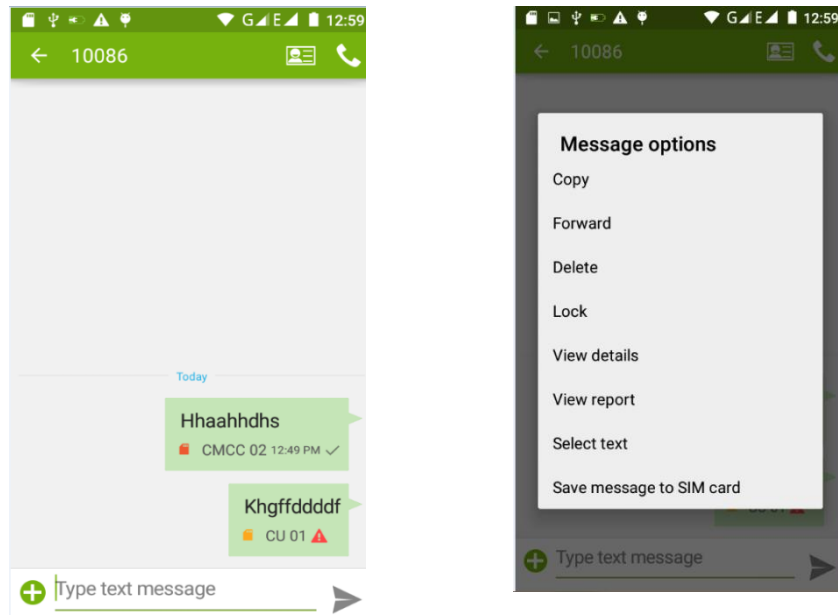 G E 12:59
10086
Today
Hhaahhdhs
CMCC 02 12:49 PM
Khgffddddf
CU 01
Type text message
G E 12:59
10086
Message options
Copy
Forward
Delete
Lock
View details
View report
Select text
Save message to SIM card
CU 01
Type text message